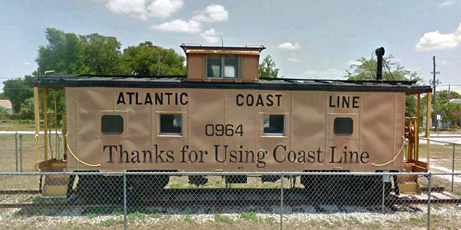 ATLANTIC COAST LINE
0964
Thanks for Using Coast Line